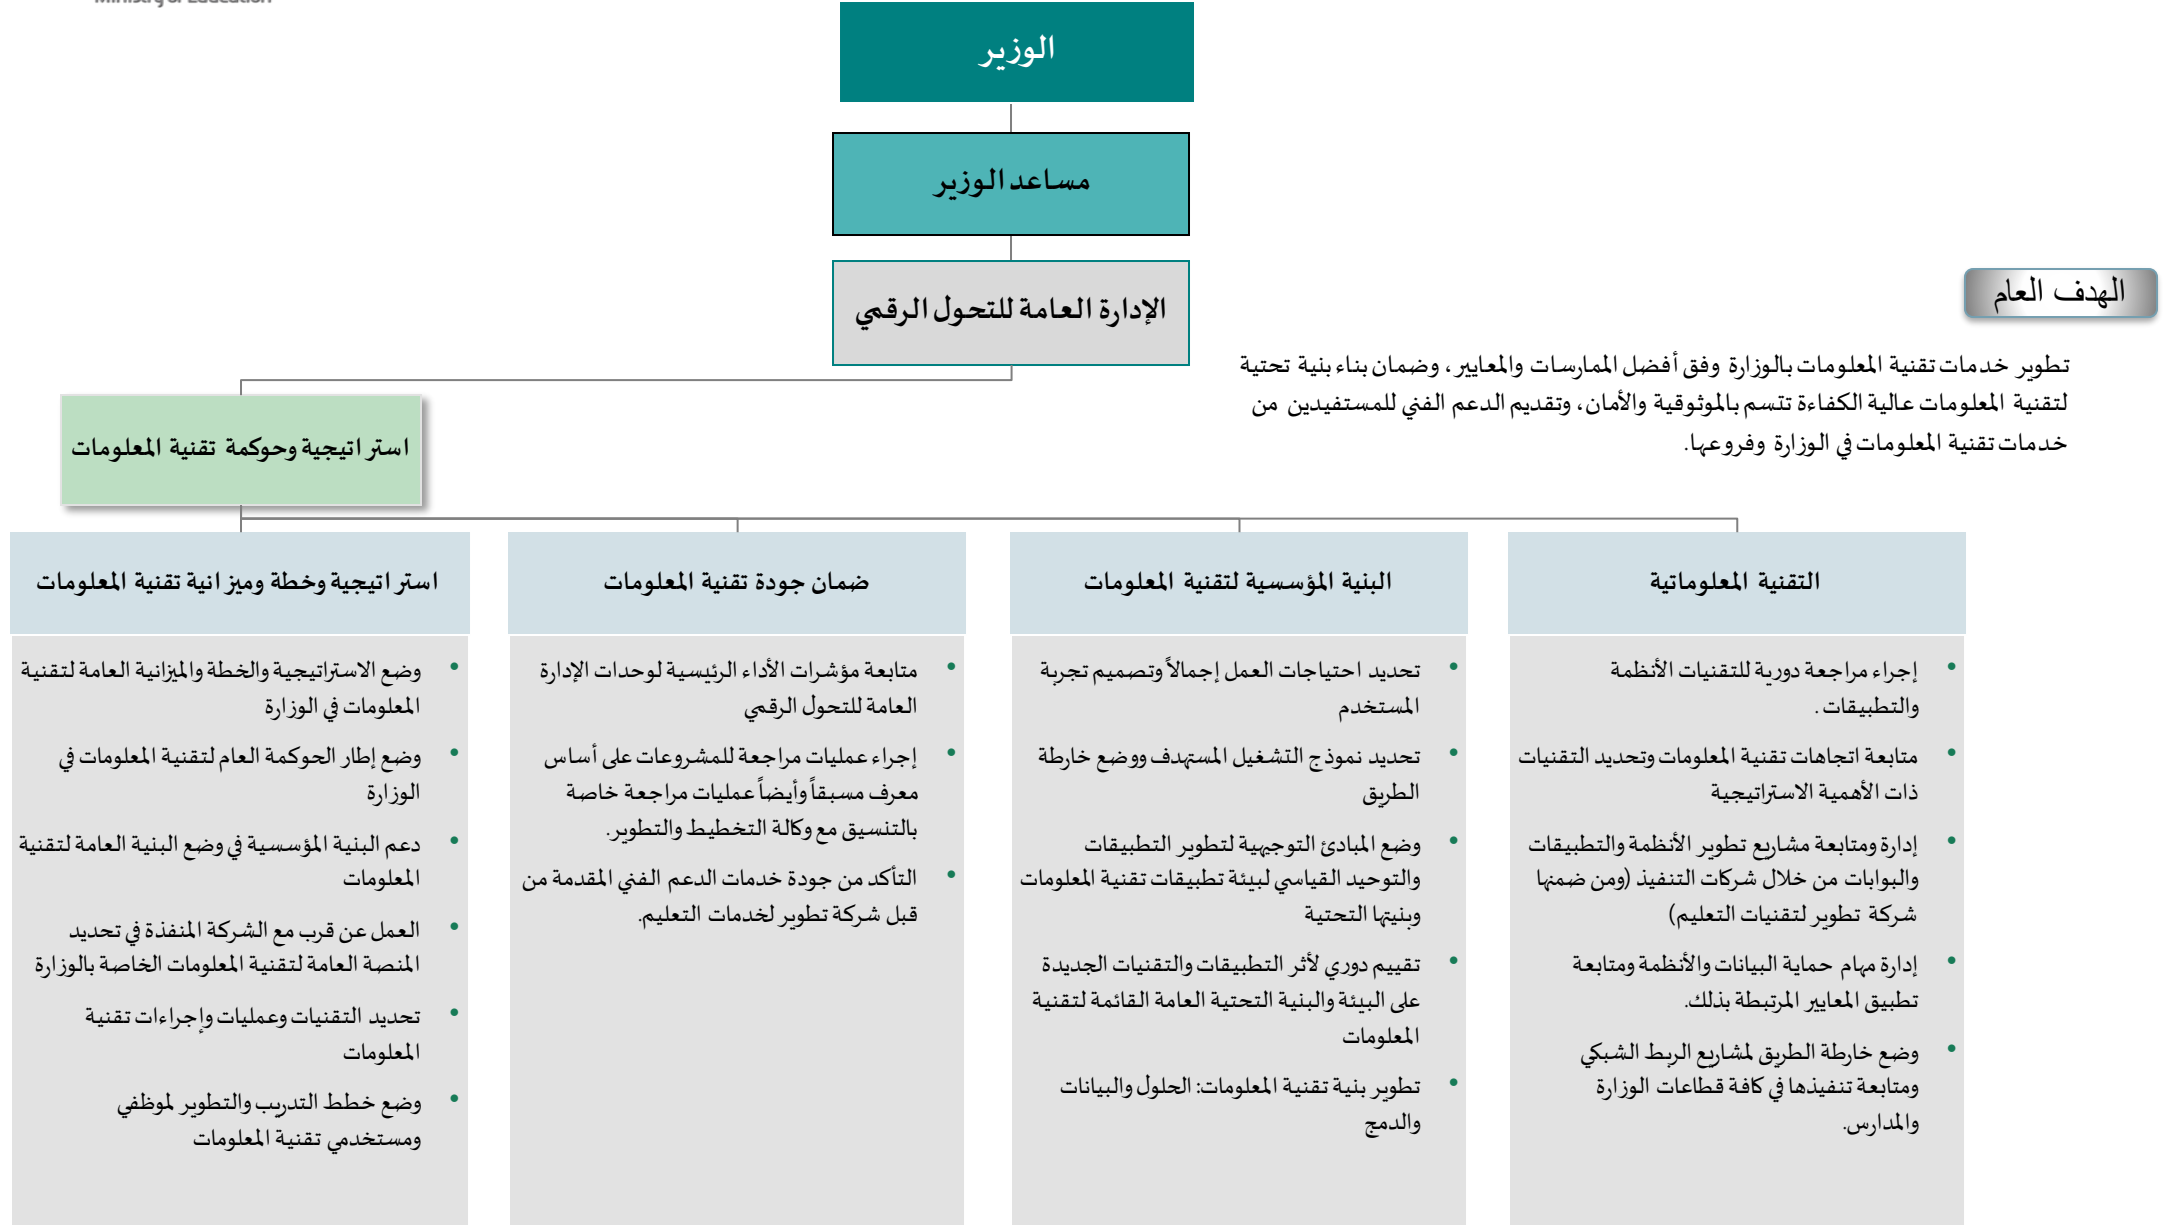 Ministry of Education
الوزير
مساعد الوزير
الإدارة العامة للتحول الرقمي
الهدف العام
تطوير خدمات تقنية المعلومات بالوزارة وفق أفضل الممارسات والمعايير، وضمان بناء بنية تحتية
لتقنية المعلومات عالية الكفاءة تتسم بالموثوقية والأمان، وتقديم الدعم الفني للمستفيدين من
خدمات تقنية المعلومات في الوزارة وفروعها.
استراتيجية وحوكمة تقنية المعلومات
التقنية المعلوماتية
• إجراء مراجعة دورية للتقنيات الأنظمة
والتطبيقات .
• متابعة اتجاهات تقنية المعلومات وتحديد التقنيات
ذات الأهمية الاستراتيجية
• إدارة ومتابعة مشاريع تطوير الأنظمة والتطبيقات
والبوابات من خلال شركات التنفيذ (ومن ضمنها
شركة تطوير لتقنيات التعليم)
• إدارة مهام حماية البيانات والأنظمة ومتابعة
تطبيق المعايير المرتبطة بذلك.
• وضع خارطة الطريق لمشاريع الربط الشبكي
ومتابعة تنفيذها في كافة قطاعات الوزارة
والمدارس.
البنية المؤسسية لتقنية المعلومات
• تحديد احتياجات العمل إجمالاً وتصميم تجربة
المستخدم
• تحديد نموذج التشغيل المستهدف ووضع خارطة
الطريق
• وضع المبادئ التوجيهية لتطوير التطبيقات
والتوحيد القياسي لبيئة تطبيقات تقنية المعلومات
وبنيتها التحتية
• تقييم دوري لأثر التطبيقات والتقنيات الجديدة
على البيئة والبنية التحتية العامة القائمة لتقنية
المعلومات
• تطوير بنية تقنية المعلومات: الحلول والبيانات
والدمج
ضمان جودة تقنية المعلومات
• متابعة مؤشرات الأداء الرئيسية لوحدات الإدارة
العامة للتحول الرقمي
• إجراء عمليات مراجعة للمشروعات على أساس
معرف مسبقاً وأيضاً عمليات مراجعة خاصة
بالتنسيق مع وكالة التخطيط والتطوير.
• التأكد من جودة خدمات الدعم الفني المقدمة من
قبل شركة تطوير لخدمات التعليم.
استراتيجية وخطة وميزانية تقنية المعلومات
• وضع الاستراتيجية والخطة والميزانية العامة لتقنية
المعلومات في الوزارة
• وضع إطار الحوكمة العام لتقنية المعلومات في
الوزارة
• دعم البنية المؤسسية في وضع البنية العامة لتقنية
المعلومات
• العمل عن قرب مع الشركة المنفذة في تحديد
المنصة العامة لتقنية المعلومات الخاصة بالوزارة
• تحديد التقنيات وعمليات وإجراءات تقنية
المعلومات
• وضع خطط التدريب والتطوير لموظفي
ومستخدمي تقنية المعلومات